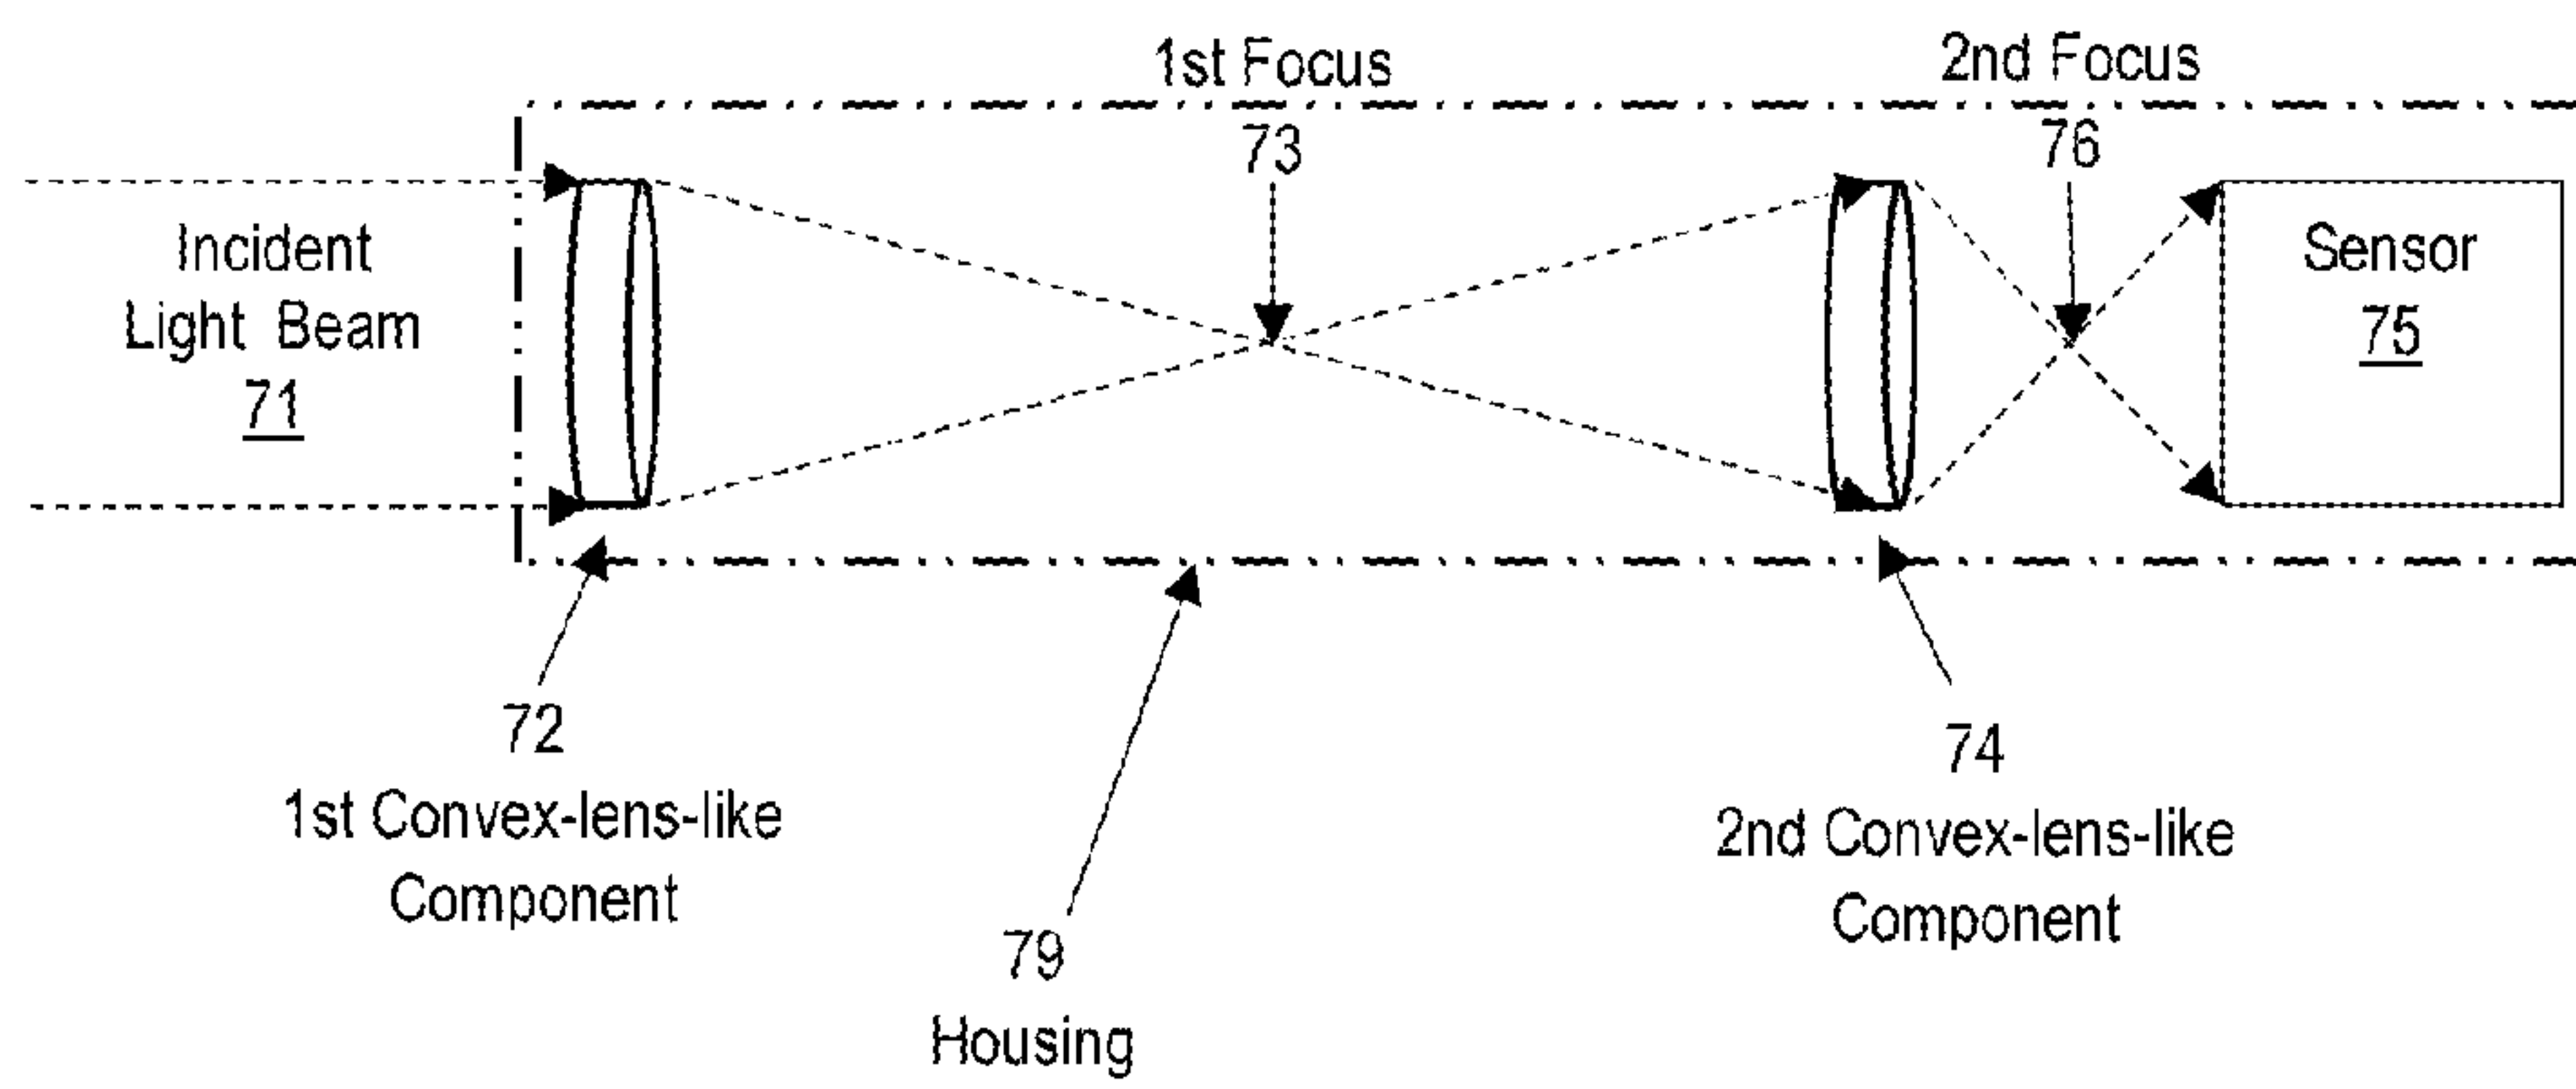 1st Focus
2nd Focus
73
76
Incident
Light Beam
71
Sensor
75
72
1st Convex-lens-like
Component
74
2nd Convex-lens-like
Component
79
Housing